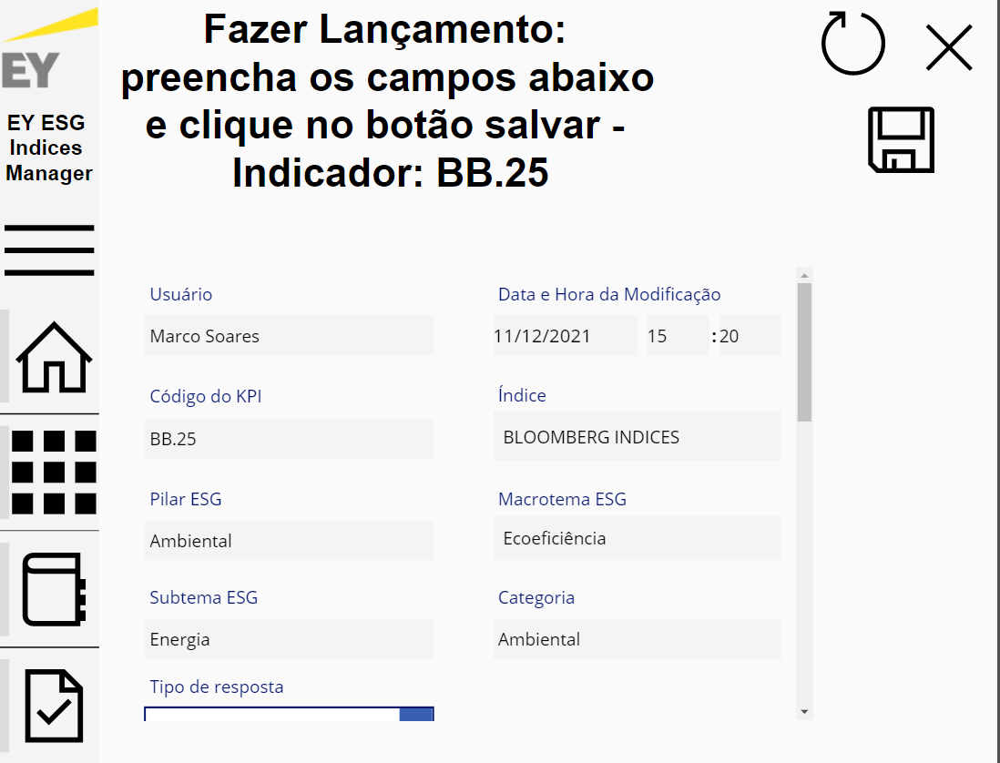 Fazer Lançamento:
preencha os campos abaixo
e clique no botão salvar -
Indicador: BB.25
EY
EY ESG
Indices
Manager
Usuário
Data e Hora da Modificação
Marco Soares
11/12/2021 15 : 20
Código do KPI
Índice
BB.25
BLOOMBERG INDICES
Pilar ESG
Macrotema ESG
Ambiental
Ecoeficiência
Subtema ESG
Categoria
Energia
Ambiental
Tipo de resposta